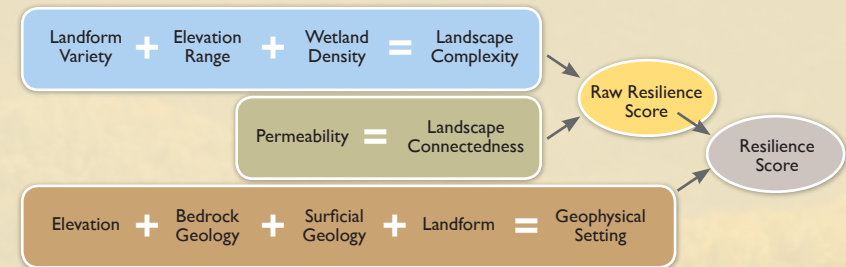 Landform Variety + Elevation Range + Wetland Density = Landscape Complexity
Permeability = Landscape Connectedness
Raw Resilience Score
Resilience Score
Elevation + Bedrock Geology + Surficial Geology + Landform = Geophysical Setting